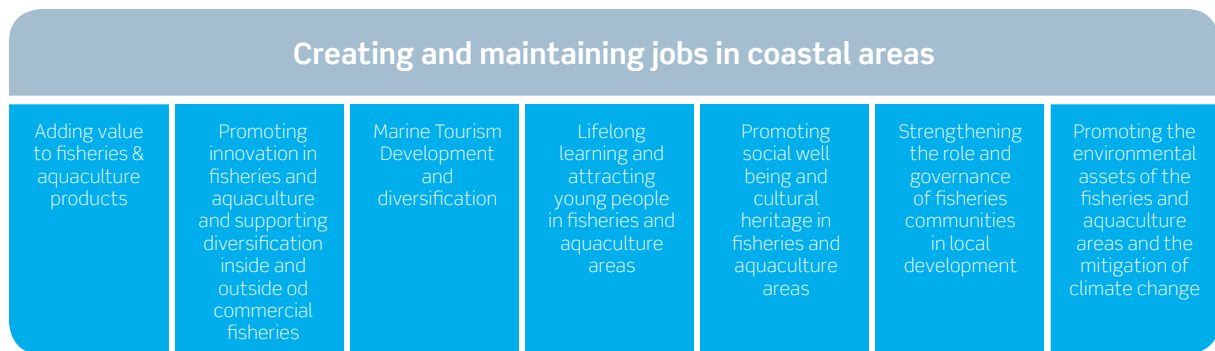 Creating and maintaining jobs in coastal areas
Adding value
to fisheries &
aquaculture
products
Promoting
innovation in
fisheries and
aquaculture
and supporting
diversification
inside and
outside od
commercial
fisheries
Marine Tourism
Development
and
diversification
Lifelong
learning and
attracting
young people
in fisheries and
aquaculture
areas
Promoting
social well
being and
cultural
heritage in
fisheries and
aquaculture
areas
Strengthening
the role and
governance
of fisheries
communities
in local
development
Promoting the
environmental
assets of the
fisheries and
aquaculture
areas and the
mitigation of
climate change